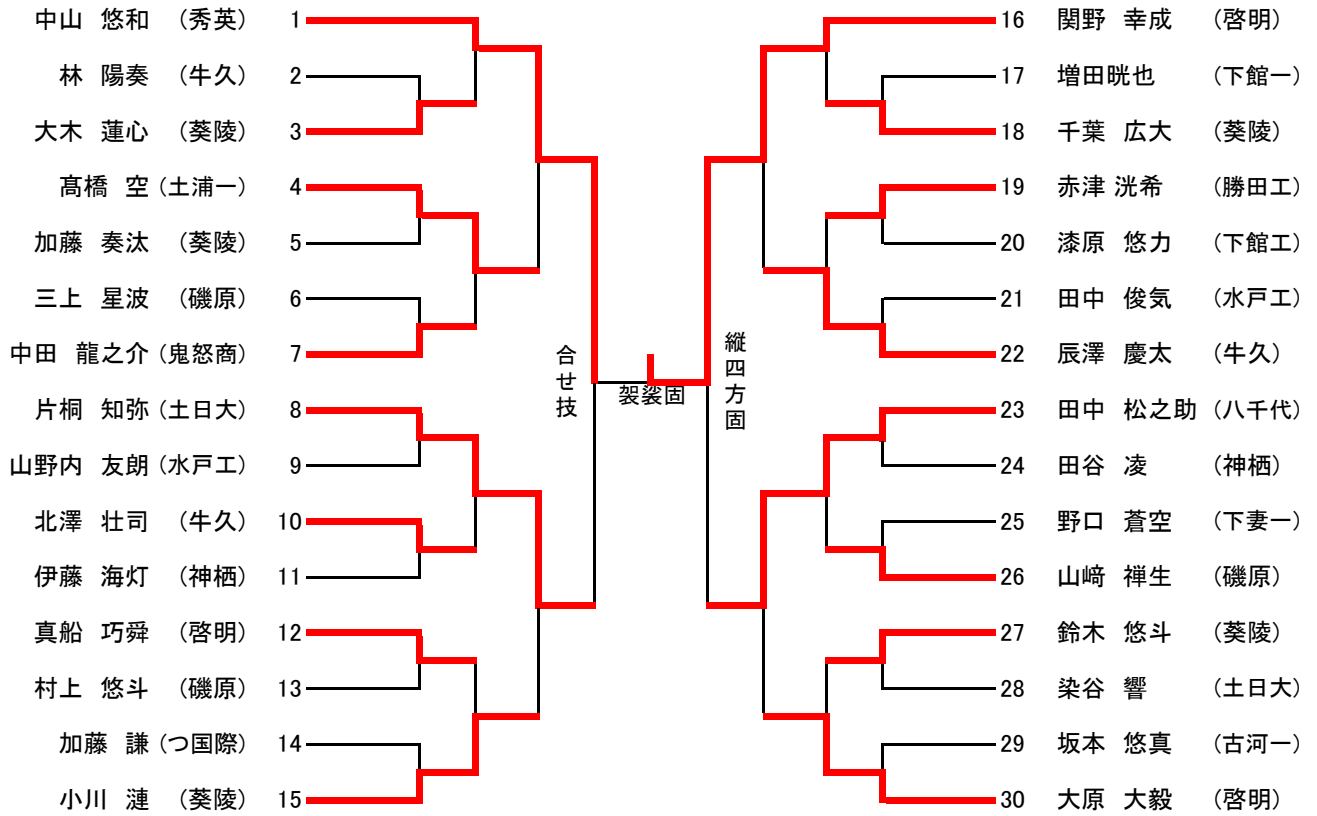 中山 悠和 (秀英) 1
林 陽奏 (牛久) 2
大木 蓮心 (葵陵) 3
髙橋 空 (土浦一) 4
加藤 奏汰 (葵陵) 5
三上 星波 (磯原) 6
中田 龍之介 (鬼怒商) 7
片桐 知弥 (土日大) 8
山野内 友朗 (水戸工) 9
北澤 壮司 (牛久) 10
伊藤 海灯 (神栖) 11
真船 巧舜 (啓明) 12
村上 悠斗 (磯原) 13
加藤 謙 (つ国際) 14
小川 漣 (葵陵) 15
合せ技
袈裟固
縦四方固
16 関野 幸成 (啓明)
17 増田晄也 (下館一)
18 千葉 広大 (葵陵)
19 赤津 洸希 (勝田工)
20 漆原 悠力 (下館工)
21 田中 俊気 (水戸工)
22 辰澤 慶太 (牛久)
23 田中 松之助 (八千代)
24 田谷 凌 (神栖)
25 野口 蒼空 (下妻一)
26 山﨑 禅生 (磯原)
27 鈴木 悠斗 (葵陵)
28 染谷 響 (土日大)
29 坂本 悠真 (古河一)
30 大原 大毅 (啓明)